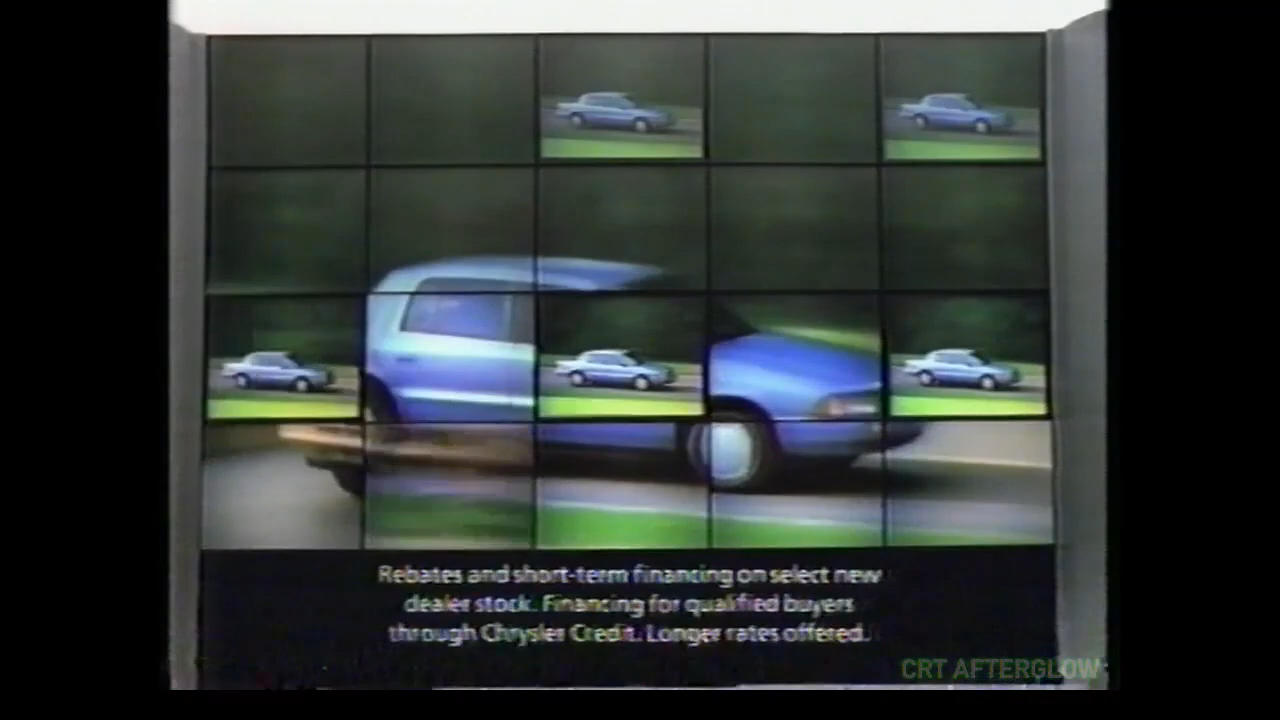 Rebates and short-term financing on select new
dealer stock. Financing for qualified buyers
through Chrysler Credit. Longer rates offered.
CRT AFTERGLOW